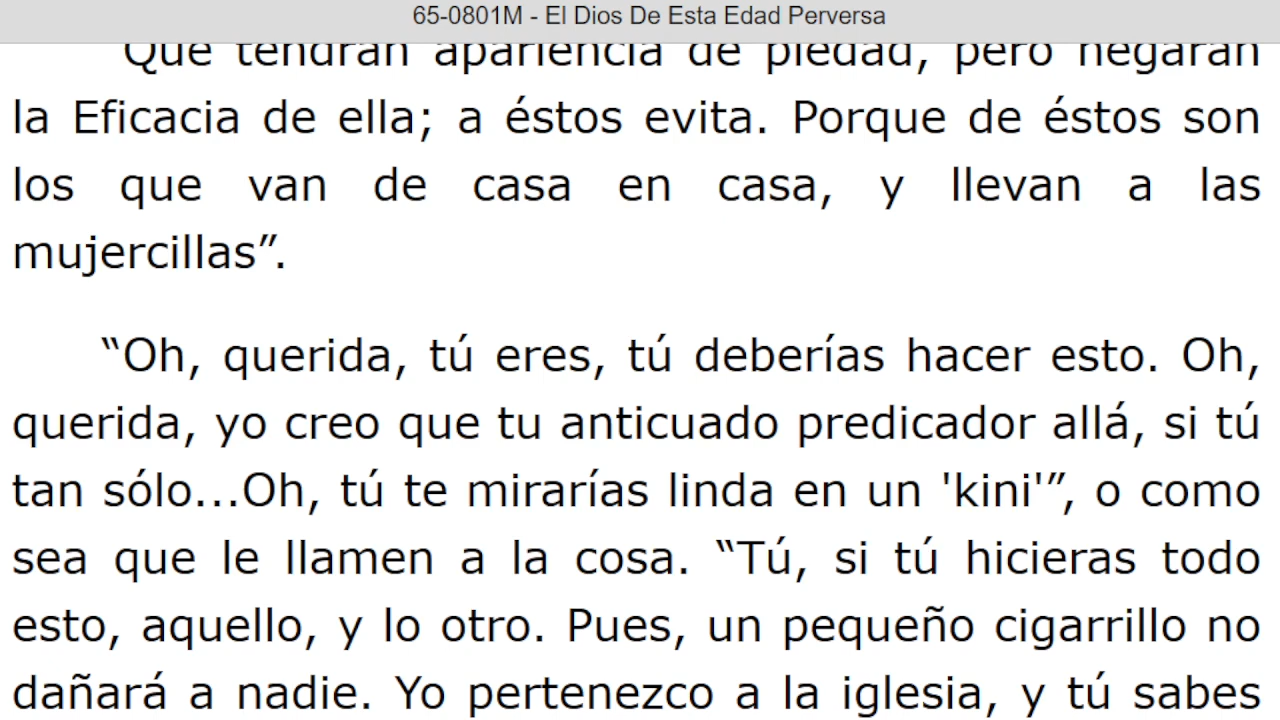 65-0801M - El Dios De Esta Edad Perversa
Que tendrán apariencia de piedad, pero negarán
la Eficacia de ella; a éstos evita. Porque de éstos son
los que van de casa en casa, y llevan a las
mujercillas”.
“Oh, querida, tú eres, tú deberías hacer esto. Oh,
querida, yo creo que tu anticuado predicador allá, si tú
tan sólo...Oh, tú te mirarías linda en un 'kini'”, o como
sea que le llamen a la cosa. “Tú, si tú hicieras todo
esto, aquello, y lo otro. Pues, un pequeño cigarrillo no
dañará a nadie. Yo pertenezco a la iglesia, y tú sabes